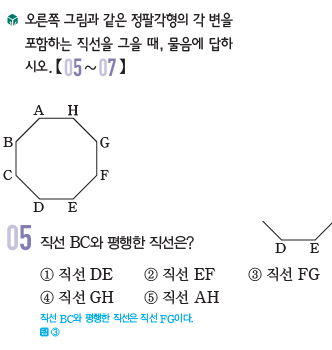 오른쪽 그림과 같은 정팔각형의 각 변을
포함하는 직선을 그을 때, 물음에 답하
시오.【05~07】
A H
B G
C F
D E
05 직선 BC와 평행한 직선은?
D E
① 직선 DE ② 직선 EF ③ 직선 FG
④ 직선 GH ⑤ 직선 AH
직선 BC와 평행한 직선은 직선 FG이다.
답 ③